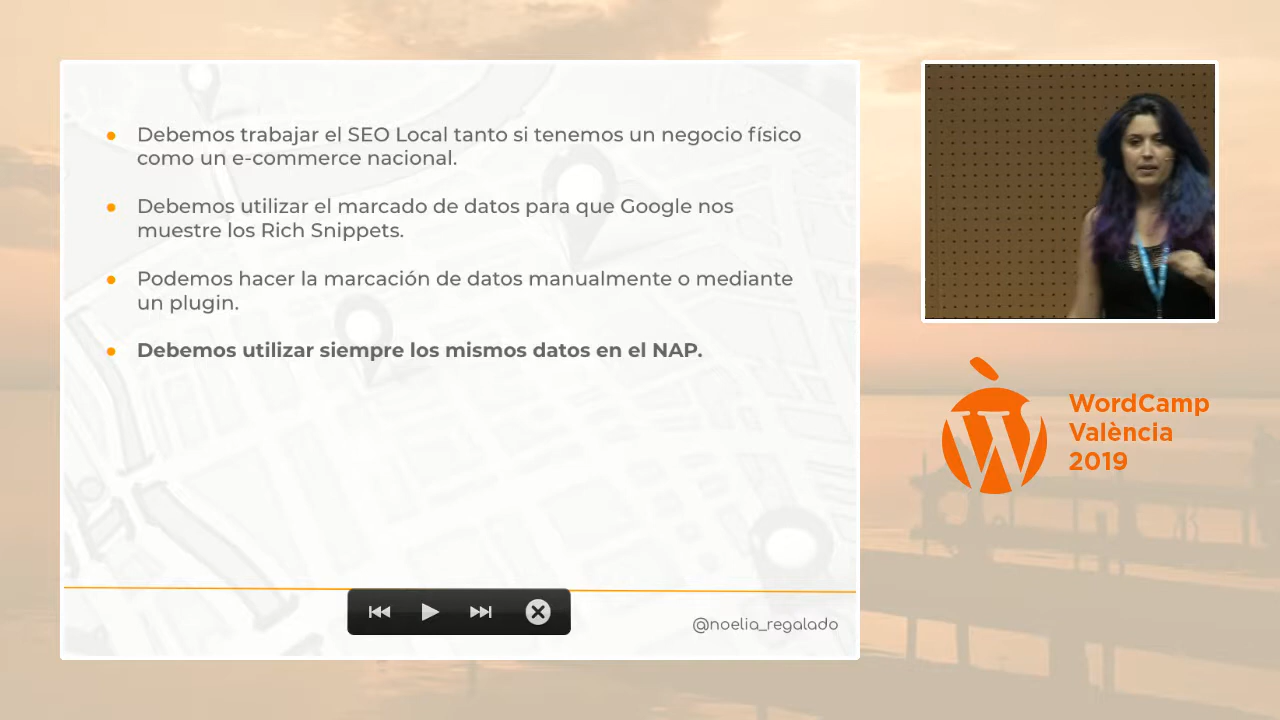 Debemos trabajar el SEO Local tanto si tenemos un negocio físico
como un e-commerce nacional.
Debemos utilizar el marcado de datos para que Google nos
muestre los Rich Snippets.
Podemos hacer la marcación de datos manualmente o mediante
un plugin.
Debemos utilizar siempre los mismos datos en el NAP.
@noelia_regalado
WordCamp
València
2019